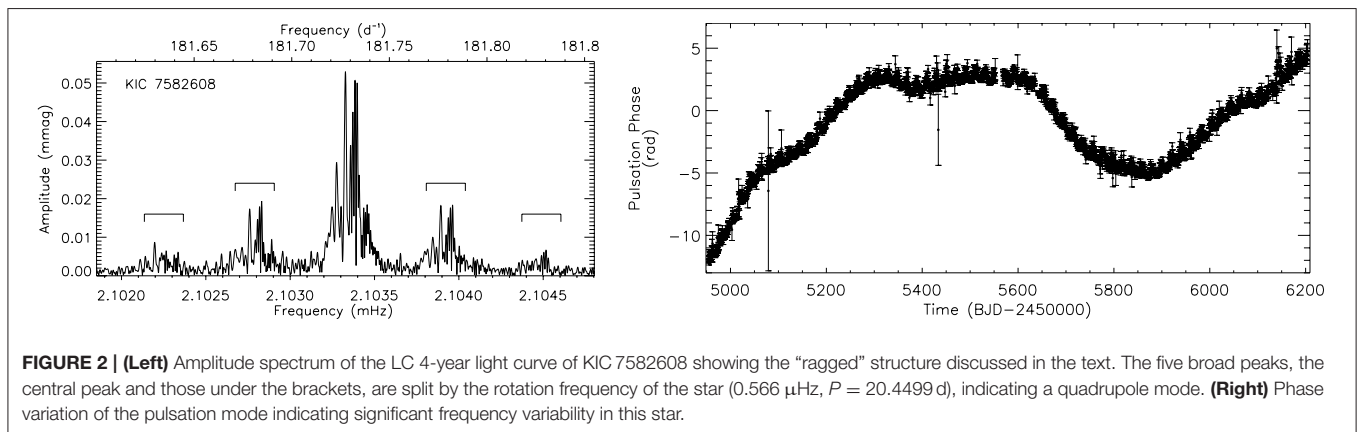 Frequency (d⁻¹)
181.65 181.70 181.75 181.80 181.8
KIC 7582608
Amplitude (mmag)
0.05
0.04
0.03
0.02
0.01
0.00
2.1020 2.1025 2.1030 2.1035 2.1040 2.1045
Frequency (mHz)
Pulsation Phase
(rad)
5
0
−5
−10
5000 5200 5400 5600 5800 6000 6200
Time (BJD−2450000)
FIGURE 2 | (Left) Amplitude spectrum of the LC 4-year light curve of KIC 7582608 showing the “ragged” structure discussed in the text. The five broad peaks, the
central peak and those under the brackets, are split by the rotation frequency of the star (0.566 μHz, P = 20.4499 d), indicating a quadrupole mode. (Right) Phase
variation of the pulsation mode indicating significant frequency variability in this star.